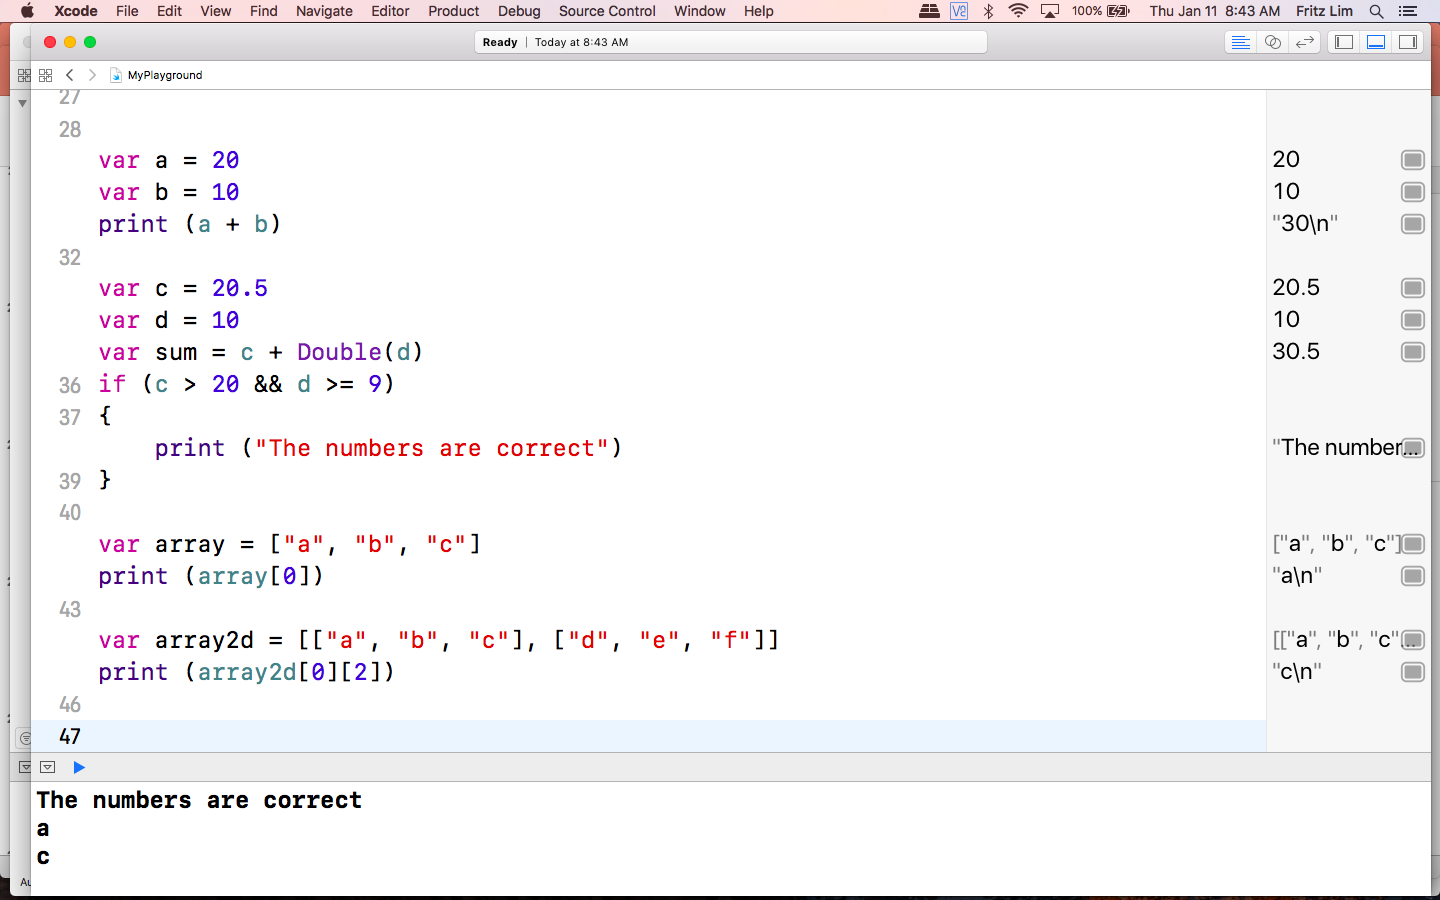 Xcode File Edit View Find Navigate Editor Product Debug Source Control Window Help 100% Thu Jan 11 8:43 AM Fritz Lim
Ready | Today at 8:43 AM
MyPlayground
27
28
var a = 20 20
var b = 10 10
print (a + b) "30\n"
32
var c = 20.5 20.5
var d = 10 10
var sum = c + Double(d) 30.5
36 if (c > 20 && d >= 9)
37 {
print ("The numbers are correct") "The number...
39 }
40
var array = ["a", "b", "c"] ["a", "b", "c"]
print (array[0]) "a\n"
43
var array2d = [["a", "b", "c"], ["d", "e", "f"]] [["a", "b", "c"...
print (array2d[0][2]) "c\n"
46
47
The numbers are correct
a
c